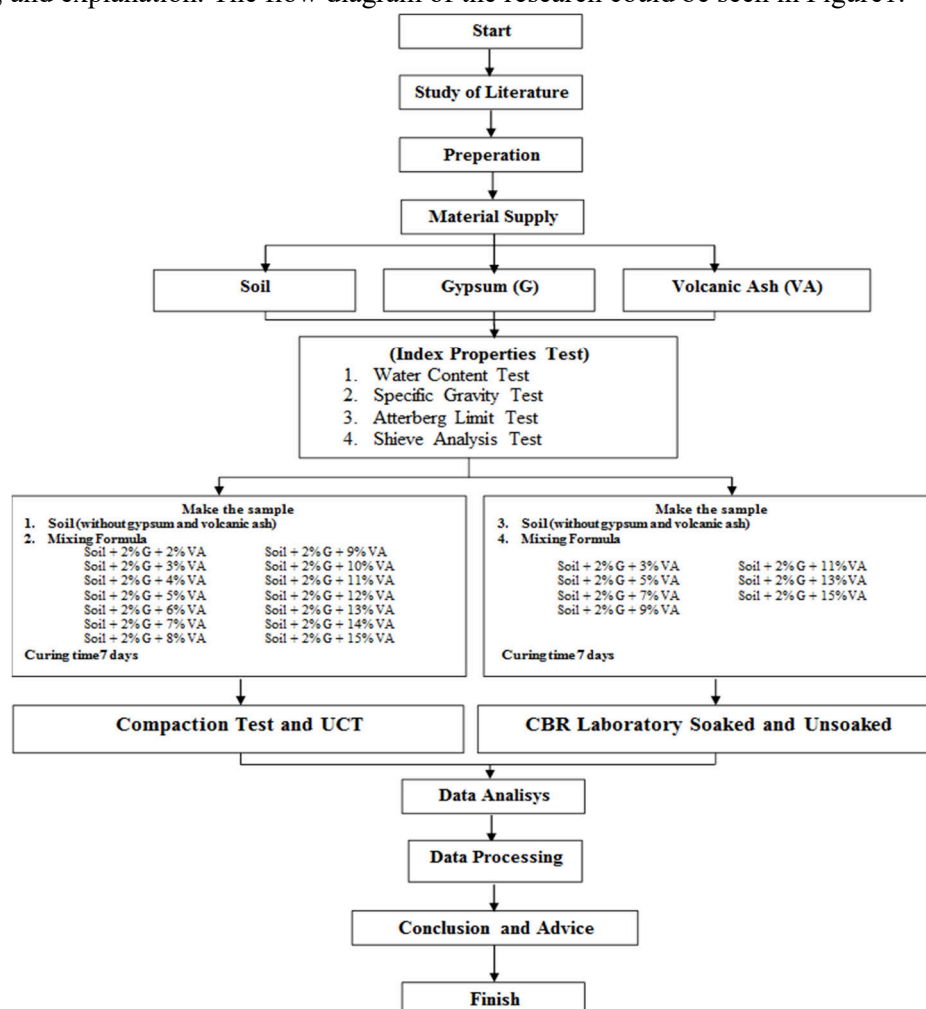 , and explanation. The flow diagram of the research could be seen in Figure1.
Start
Study of Literature
Preperation
Material Supply
Soil
Gypsum (G)
Volcanic Ash (VA)
(Index Properties Test)
1. Water Content Test
2. Specific Gravity Test
3. Atterberg Limit Test
4. Shieve Analysis Test
Make the sample
1. Soil (without gypsum and volcanic ash)
2. Mixing Formula
Soil + 2% G + 2% VA
Soil + 2% G + 3% VA
Soil + 2% G + 4% VA
Soil + 2% G + 5% VA
Soil + 2% G + 6% VA
Soil + 2% G + 7% VA
Soil + 2% G + 8% VA
Soil + 2% G + 9% VA
Soil + 2% G + 10% VA
Soil + 2% G + 11% VA
Soil + 2% G + 12% VA
Soil + 2% G + 13% VA
Soil + 2% G + 14% VA
Soil + 2% G + 15% VA
Curing time 7 days
Make the sample
3. Soil (without gypsum and volcanic ash)
4. Mixing Formula
Soil + 2% G + 3% VA
Soil + 2% G + 5% VA
Soil + 2% G + 7% VA
Soil + 2% G + 9% VA
Soil + 2% G + 11% VA
Soil + 2% G + 13% VA
Soil + 2% G + 15% VA
Curing time 7 days
Compaction Test and UCT
CBR Laboratory Soaked and Unsoaked
Data Analisys
Data Processing
Conclusion and Advice
Finish